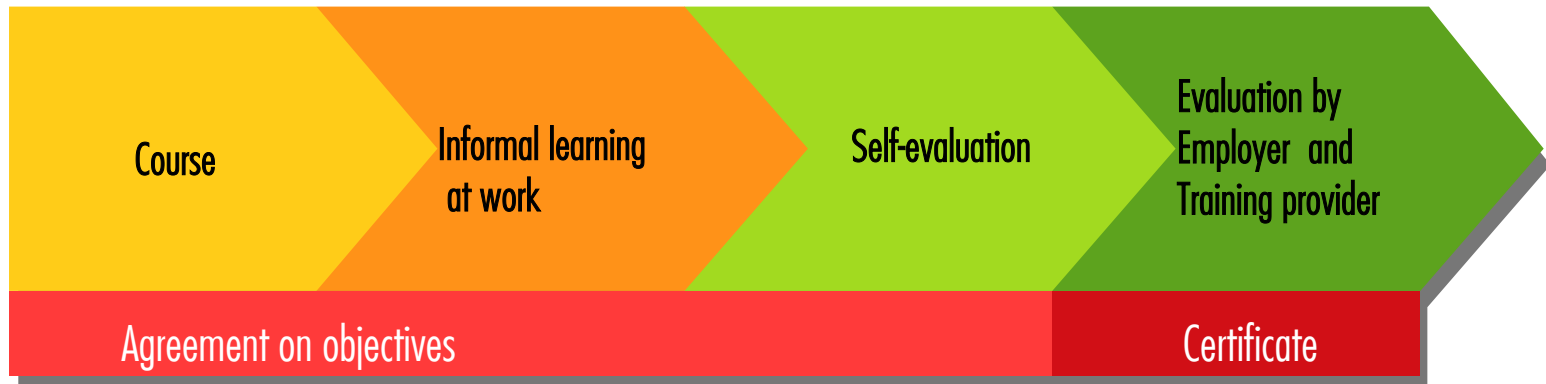 Course
Informal learning
at work
Self-evaluation
Evaluation by
Employer and
Training provider
Agreement on objectives
Certificate